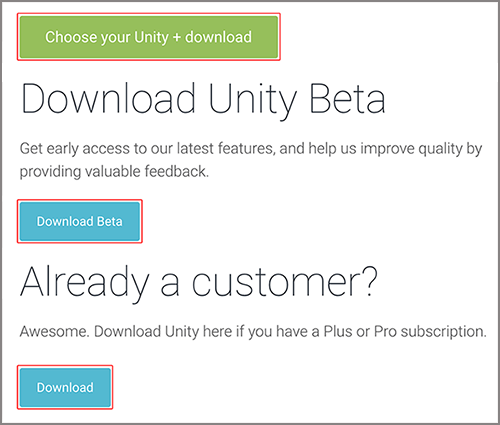 Choose your Unity + download
Download Unity Beta
Get early access to our latest features, and help us improve quality by
providing valuable feedback.
Download Beta
Already a customer?
Awesome. Download Unity here if you have a Plus or Pro subscription.
Download